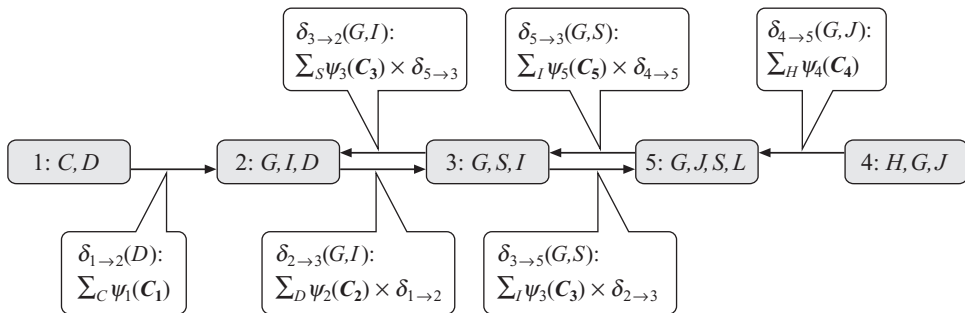 δ3→2(G,I):
∑S ψ3(C3) × δ5→3
δ5→3(G,S):
∑I ψ5(C5) × δ4→5
δ4→5(G,J):
∑H ψ4(C4)
1: C,D
2: G,I,D
3: G,S,I
5: G,J,S,L
4: H,G,J
δ1→2(D):
∑C ψ1(C1)
δ2→3(G,I):
∑D ψ2(C2) × δ1→2
δ3→5(G,S):
∑I ψ3(C3) × δ2→3